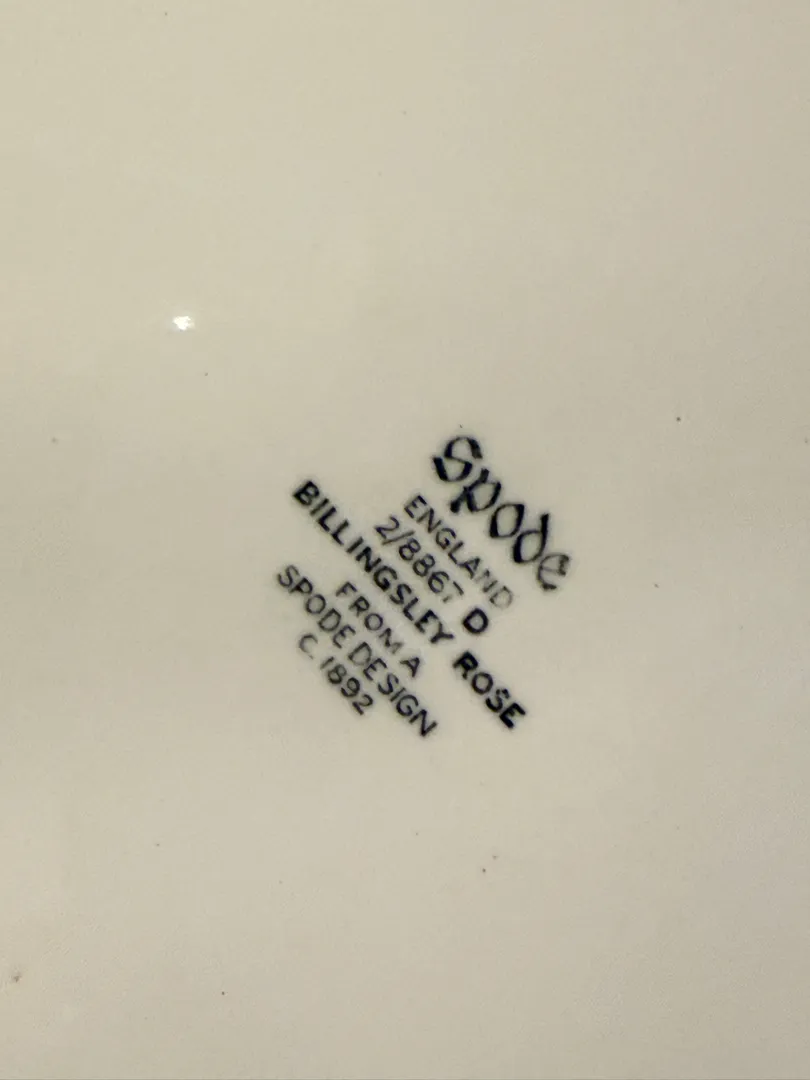 Spode
ENGLAND
2/8867 D
BILLINGSLEY ROSE
FROM A
SPODE DESIGN
C. 1892